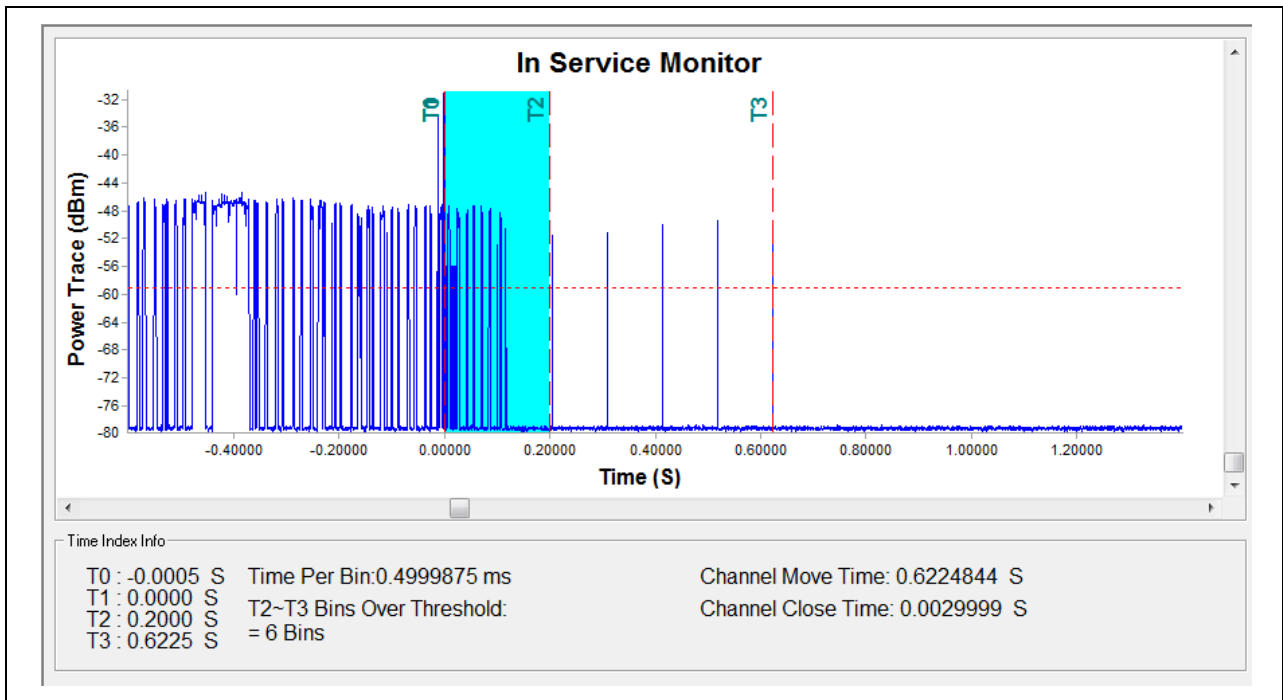 In Service Monitor
T0
T2
T3
Power Trace (dBm)
-32
-36
-40
-44
-48
-52
-56
-60
-64
-68
-72
-76
-80
-0.40000 -0.20000 0.00000 0.20000 0.40000 0.60000 0.80000 1.00000 1.20000
Time (S)
Time Index Info
T0 : -0.0005 S
T1 : 0.0000 S
T2 : 0.2000 S
T3 : 0.6225 S
Time Per Bin:0.4999875 ms
T2~T3 Bins Over Threshold:
= 6 Bins
Channel Move Time: 0.6224844 S
Channel Close Time: 0.0029999 S